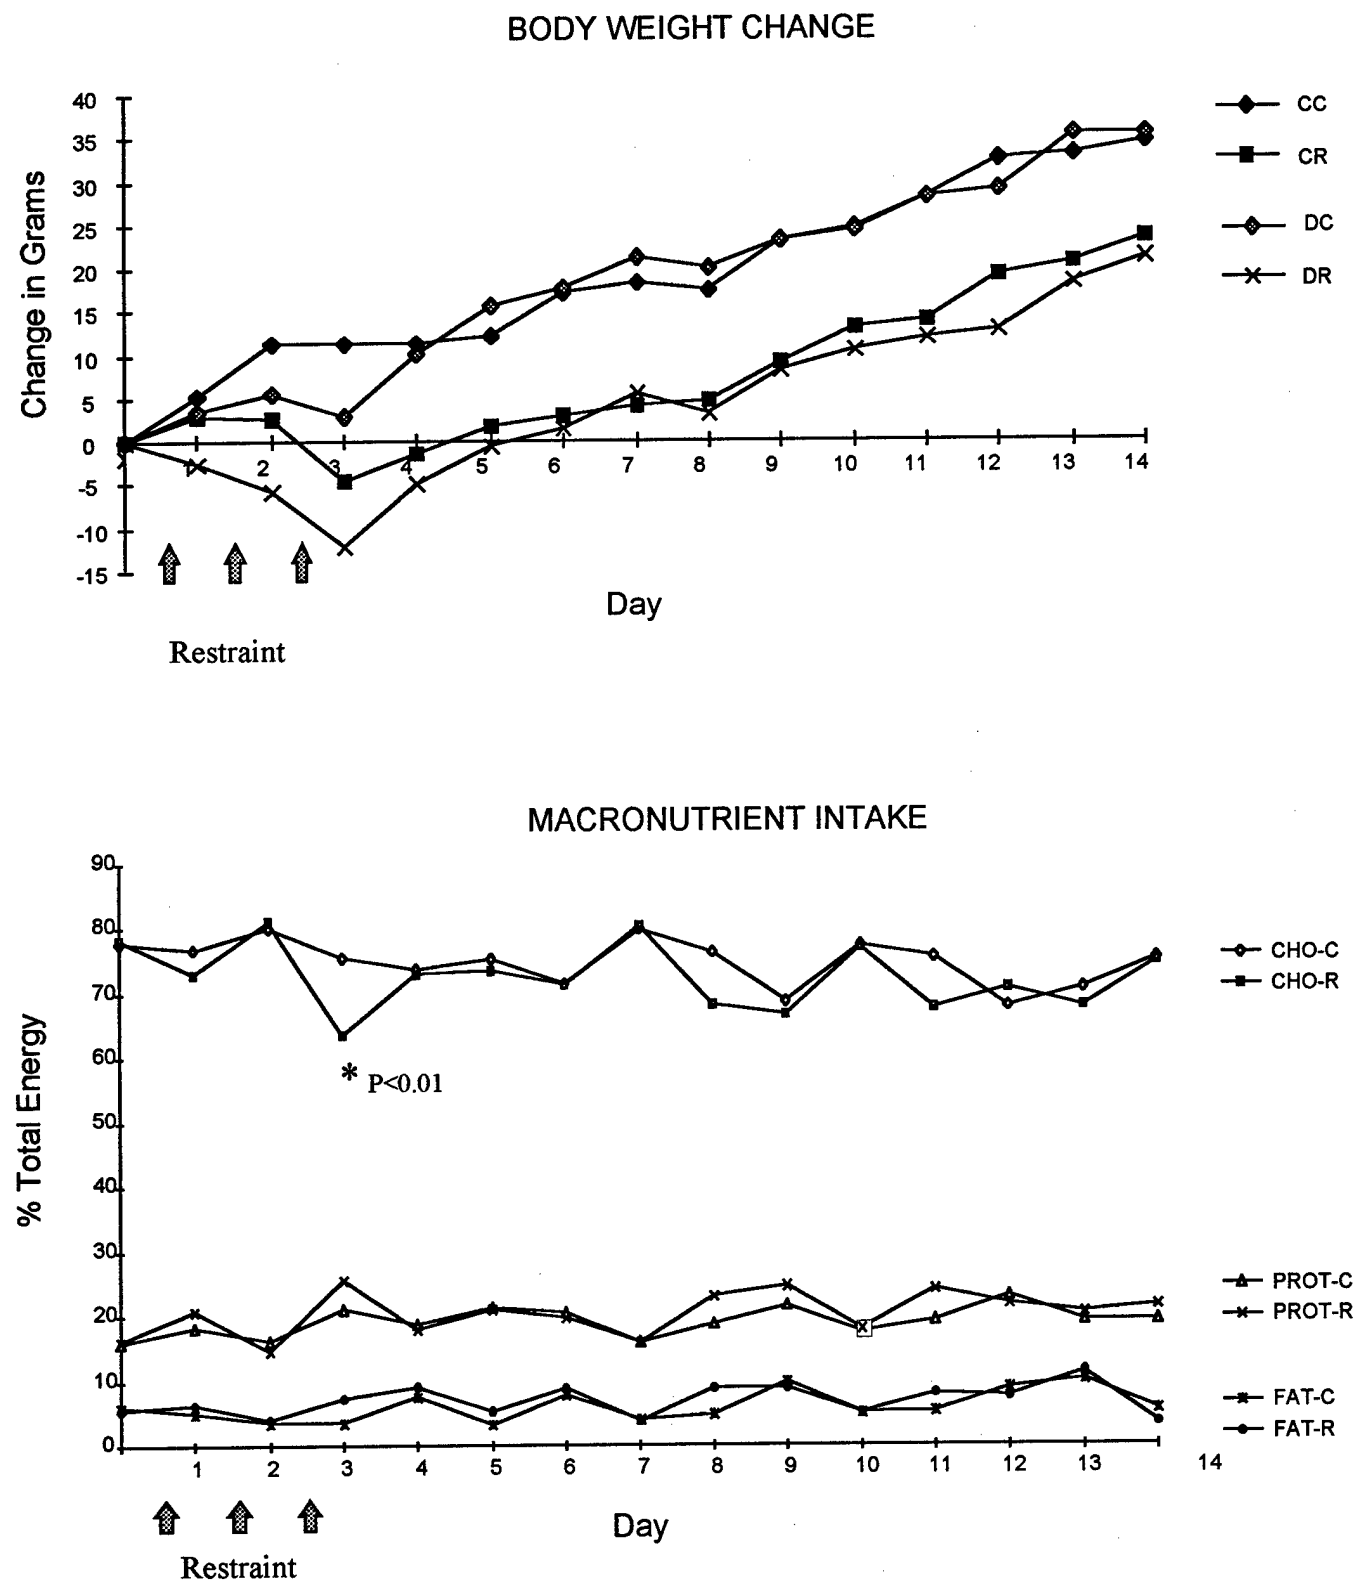 BODY WEIGHT CHANGE
40
35
30
25
20
15
10
5
0
-5
-10
-15
Change in Grams
1 2 3 4 5 6 7 8 9 10 11 12 13 14
Day
Restraint
CC
CR
DC
DR
MACRONUTRIENT INTAKE
90
80
70
60
50
40
30
20
10
0
% Total Energy
* P<0.01
CHO-C
CHO-R
PROT-C
PROT-R
FAT-C
FAT-R
1 2 3 4 5 6 7 8 9 10 11 12 13 14
Day
Restraint